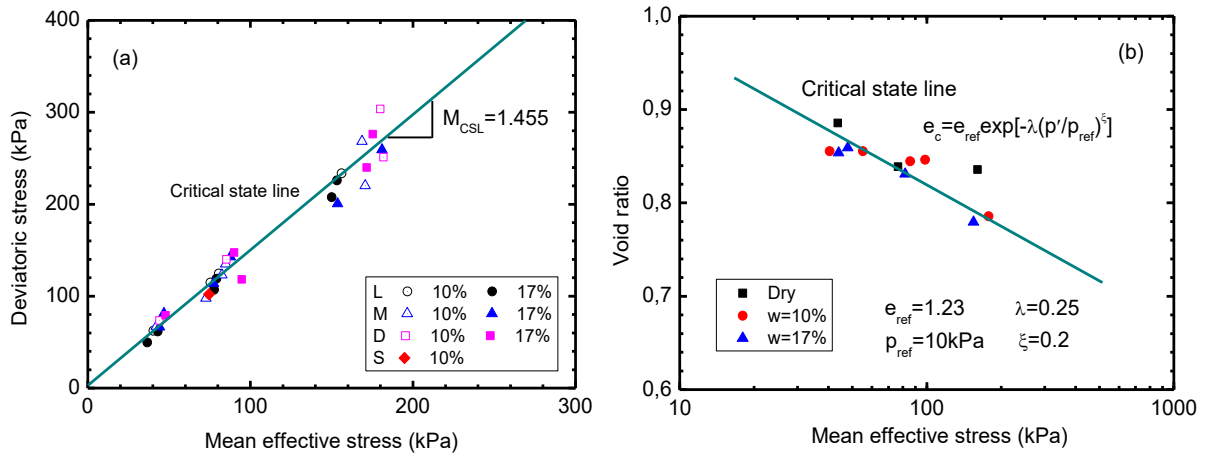 (a)
Deviatoric stress (kPa)
400
300
200
100
0
M_CSL=1.455
Critical state line
L 10% 17%
M 10% 17%
D 10% 17%
S 10%
0 100 200 300
Mean effective stress (kPa)
(b)
Void ratio
1,0
0,9
0,8
0,7
0,6
Critical state line
e_c=e_ref exp[-λ(p'/p_ref)^ξ]
Dry
w=10%
w=17%
e_ref=1.23 λ=0.25
p_ref=10kPa ξ=0.2
10 100 1000
Mean effective stress (kPa)